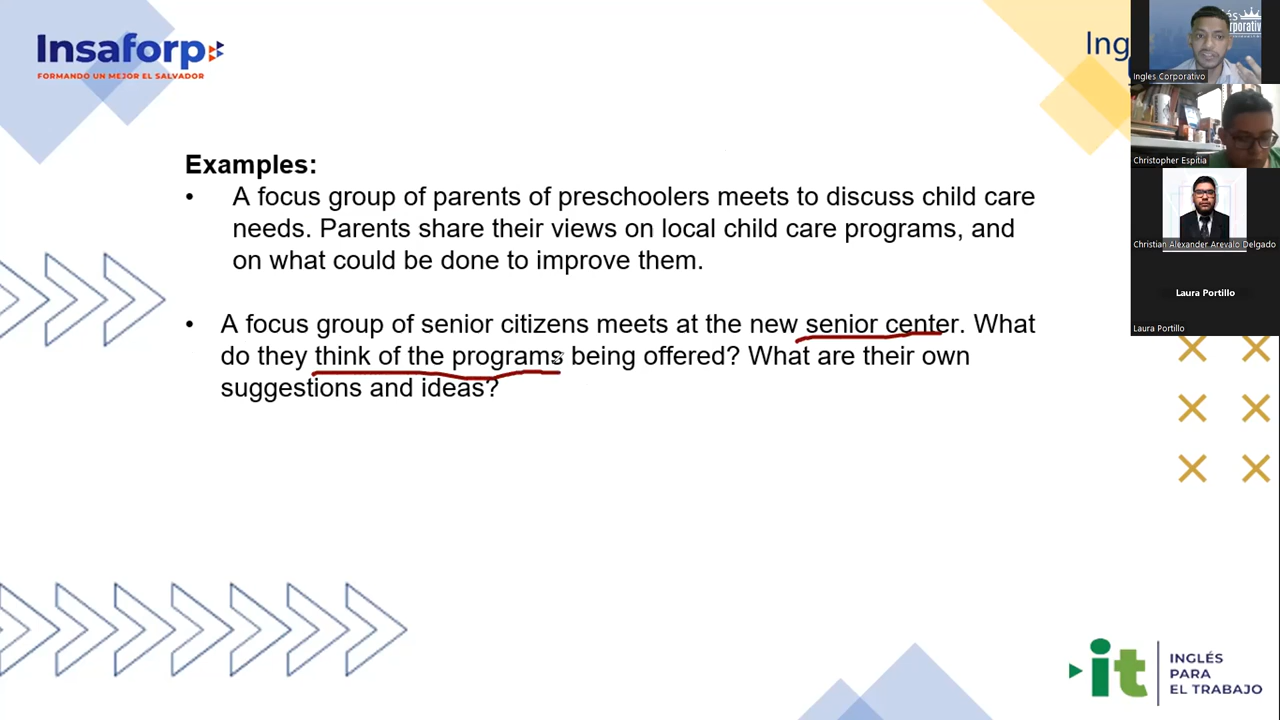 Insaforp
FORMANDO UN MEJOR EL SALVADOR
Ing
Examples:
• A focus group of parents of preschoolers meets to discuss child care
needs. Parents share their views on local child care programs, and
on what could be done to improve them.
• A focus group of senior citizens meets at the new senior center. What
do they think of the programs being offered? What are their own
suggestions and ideas?
Ingles Corporativo
Christopher Espitia
Christian Alexander Arevalo Delgado
Laura Portillo
Laura Portillo
it
INGLÉS
PARA
EL TRABAJO